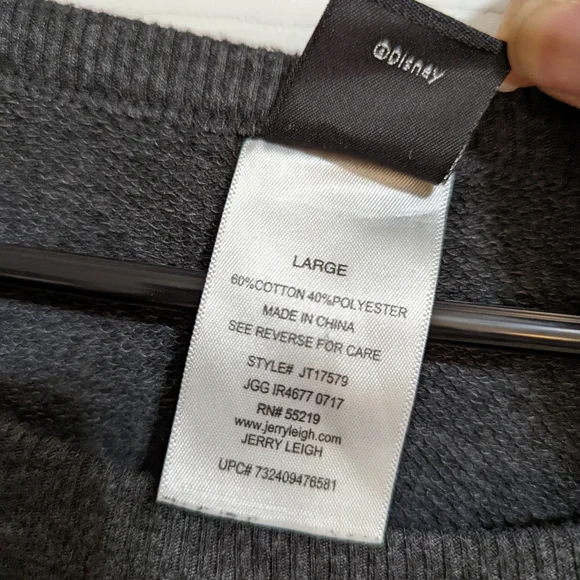 ©Disney
LARGE
60%COTTON 40%POLYESTER
MADE IN CHINA
SEE REVERSE FOR CARE
STYLE# JT17579
JGG IR4677 0717
RN# 55219
www.jerryleigh.com
JERRY LEIGH
UPC# 732409476581